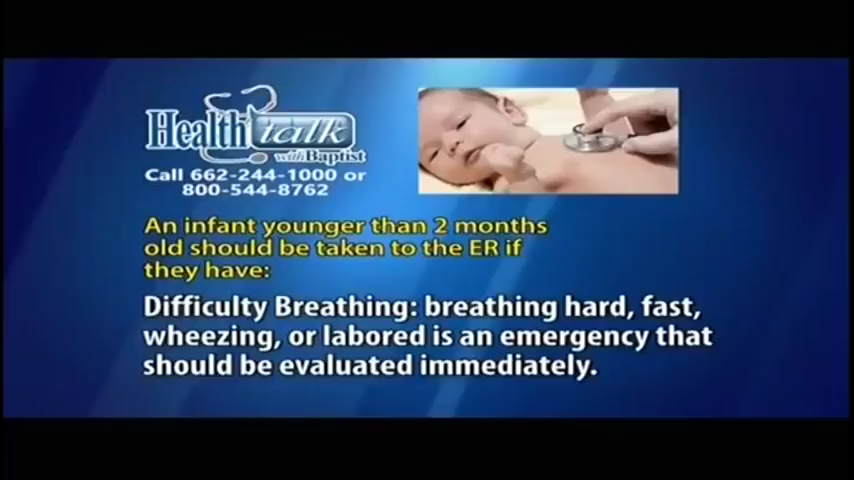 Health talk
with Baptist
Call 662-244-1000 or
800-544-8762
An infant younger than 2 months
old should be taken to the ER if
they have:
Difficulty Breathing: breathing hard, fast,
wheezing, or labored is an emergency that
should be evaluated immediately.